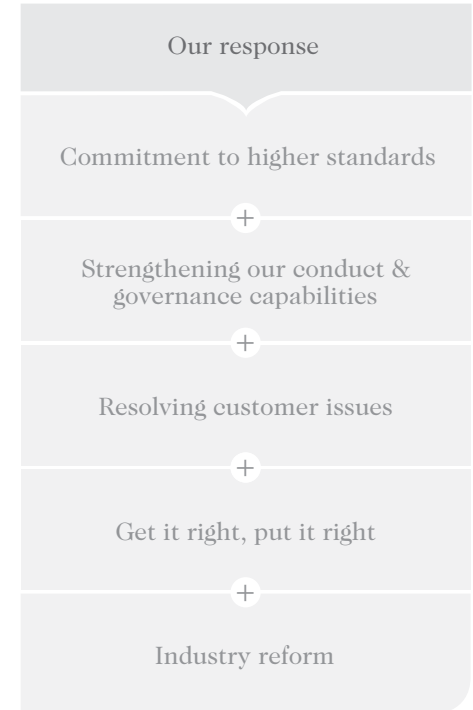 Our response
Commitment to higher standards
+
Strengthening our conduct &
governance capabilities
+
Resolving customer issues
+
Get it right, put it right
+
Industry reform